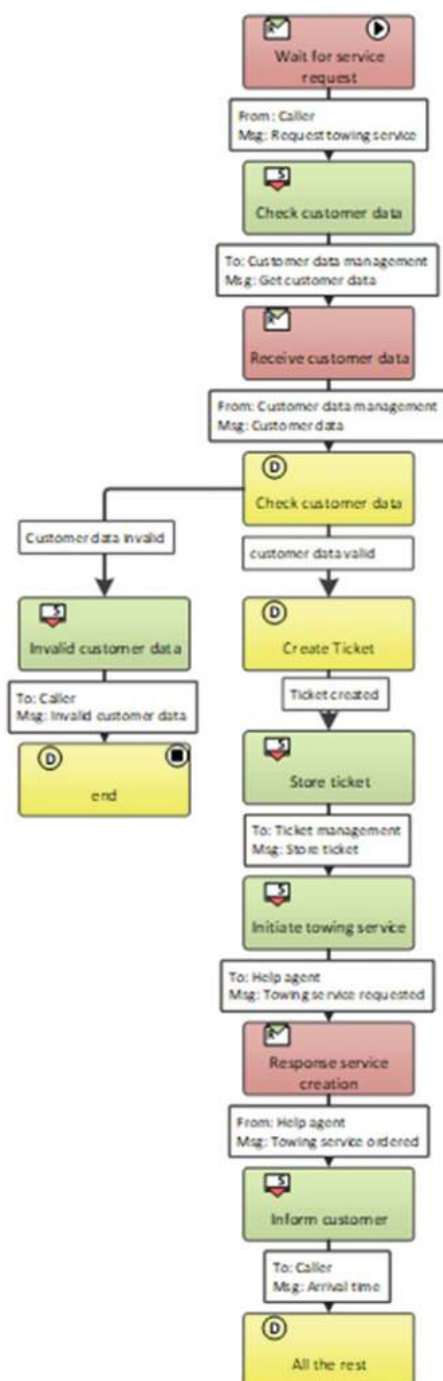 Wait for service
request
From: Caller
Msg: Request towing service
S
Check customer data
To: Customer data management
Msg: Get customer data
Receive customer data
From: Customer data management
Msg: Customer data
D
Check customer data
Customer data invalid
customer data valid
S
Invalid customer data
D
Create Ticket
To: Caller
Msg: Invalid customer data
Ticket created
D
end
S
Store ticket
To: Ticket management
Msg: Store ticket
S
Initiate towing service
To: Help agent
Msg: Towing service requested
Response service
creation
From: Help agent
Msg: Towing service ordered
S
Inform customer
To: Caller
Msg: Arrival time
D
All the rest